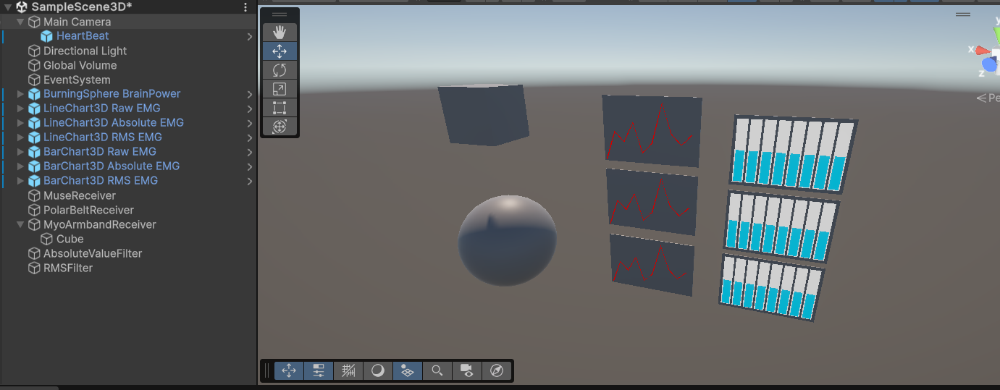 SampleScene3D*
Main Camera
HeartBeat
Directional Light
Global Volume
EventSystem
BurningSphere BrainPower
LineChart3D Raw EMG
LineChart3D Absolute EMG
LineChart3D RMS EMG
BarChart3D Raw EMG
BarChart3D Absolute EMG
BarChart3D RMS EMG
MuseReceiver
PolarBeltReceiver
MyoArmbandReceiver
Cube
AbsoluteValueFilter
RMSFilter
y
x
z
Pe